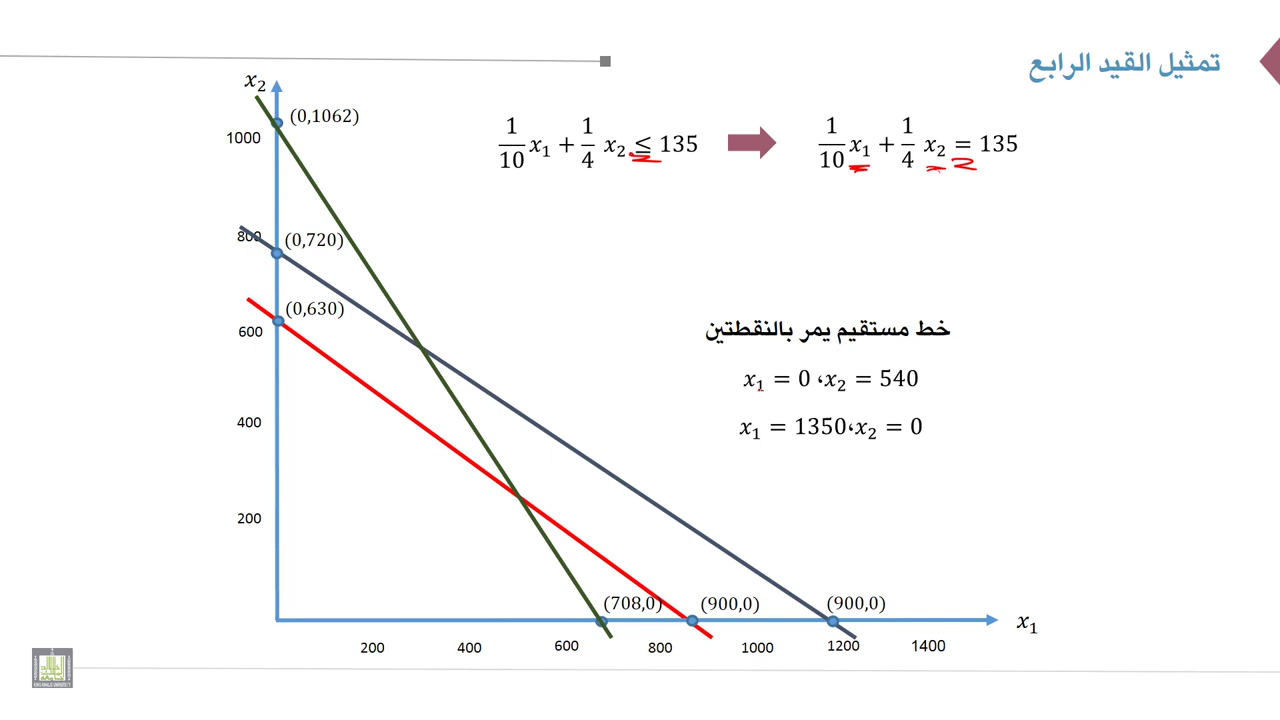 تمثيل القيد الرابع
x₂
(0,1062)
1000
1/10 x₁ + 1/4 x₂ ≤ 135
1/10 x₁ + 1/4 x₂ = 135
800
(0,720)
(0,630)
600
خط مستقيم يمر بالنقطتين
x₁ = 0 ، x₂ = 540
x₁ = 1350 ، x₂ = 0
400
200
(708,0)
(900,0)
(900,0)
x₁
200 400 600 800 1000 1200 1400